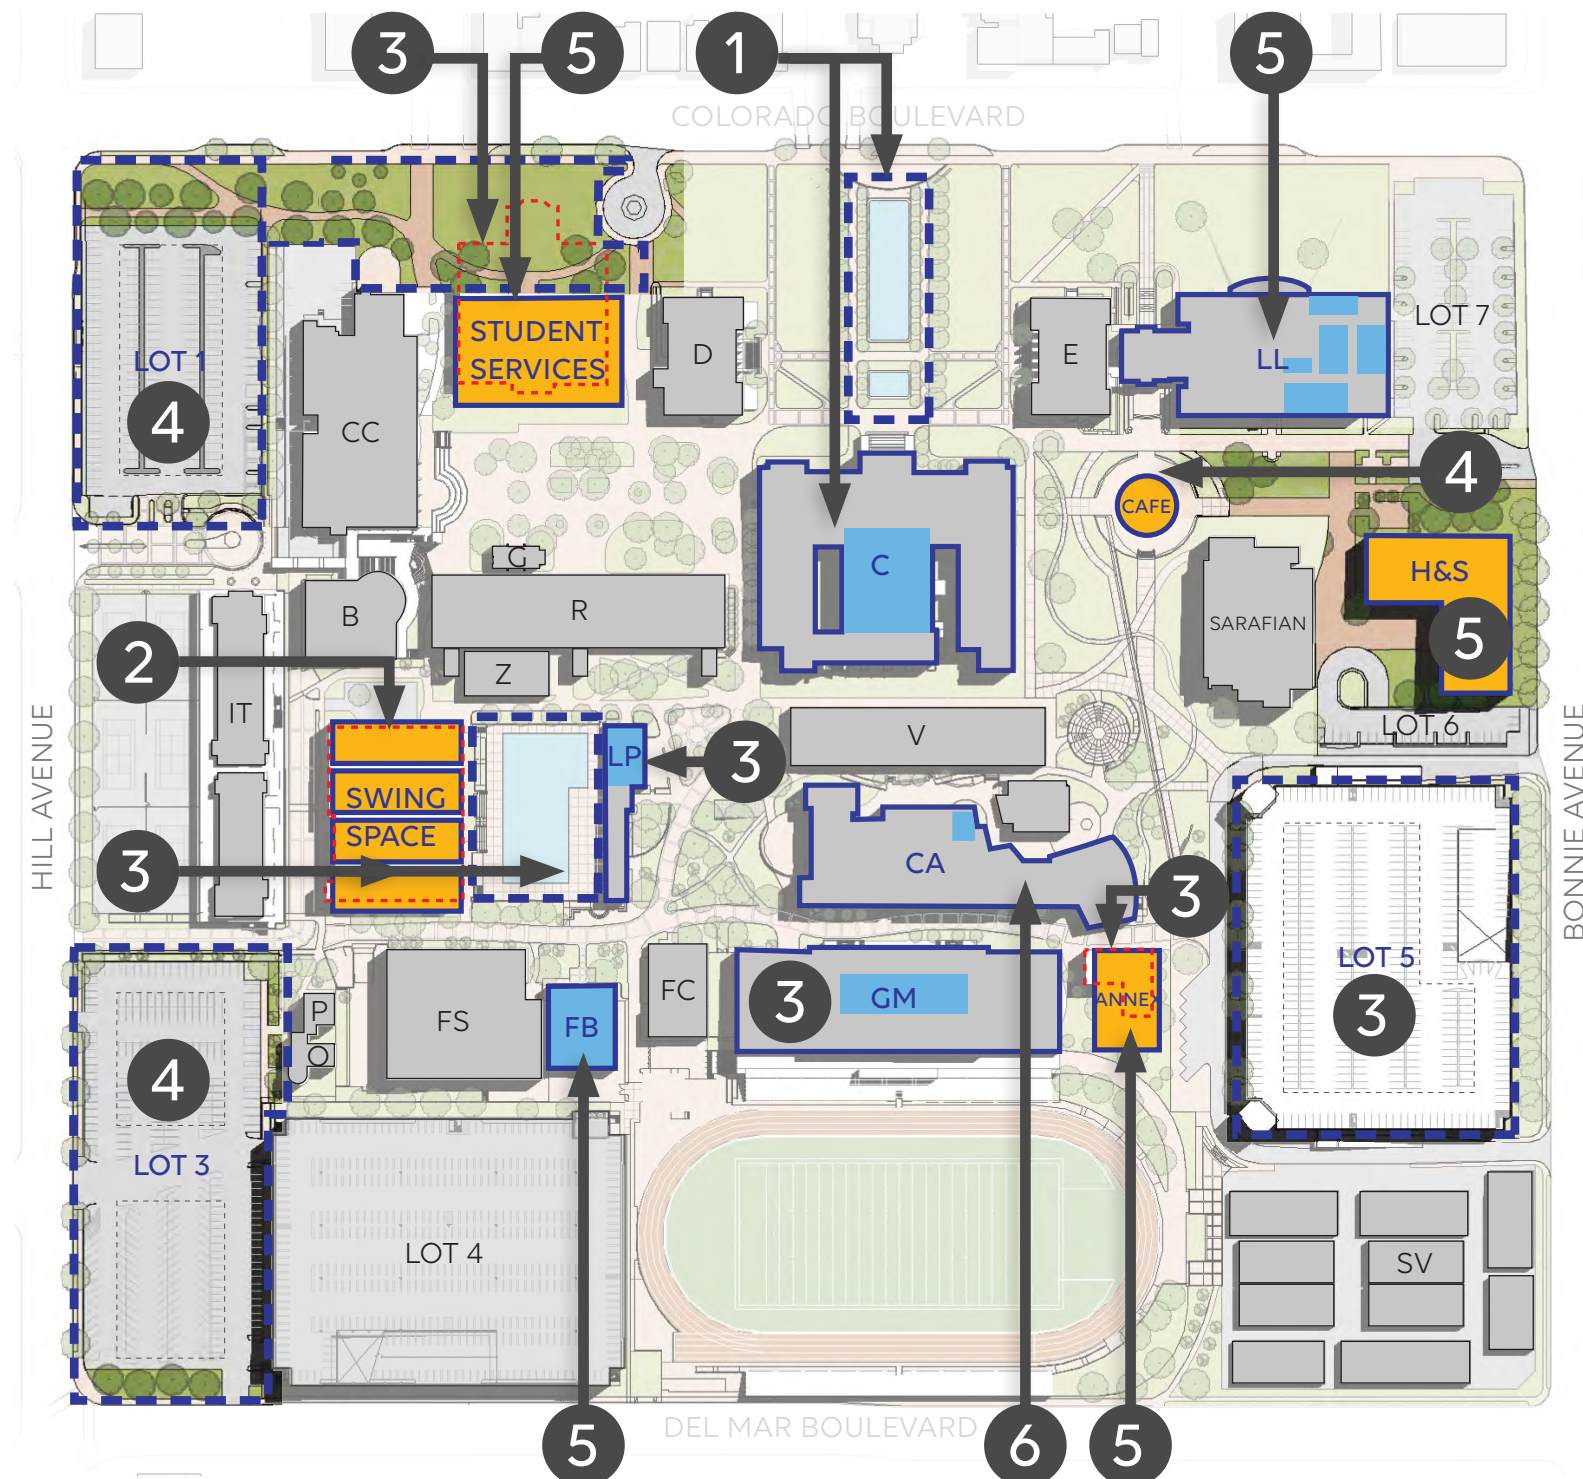 3
5
1
5
COLORADO BOULEVARD
LOT 7
STUDENT
SERVICES
D
E
LL
LOT 1
4
CC
4
CAFE
G
C
H&S
B
R
SARAFIAN
5
2
Z
IT
LOT 6
HILL AVENUE
BONNIE AVENUE
V
LP
3
SWING
SPACE
3
CA
3
LOT 5
3
P
FS
FB
FC
3
GM
ANNEX
O
4
LOT 3
LOT 4
SV
DEL MAR BOULEVARD
5
6
5